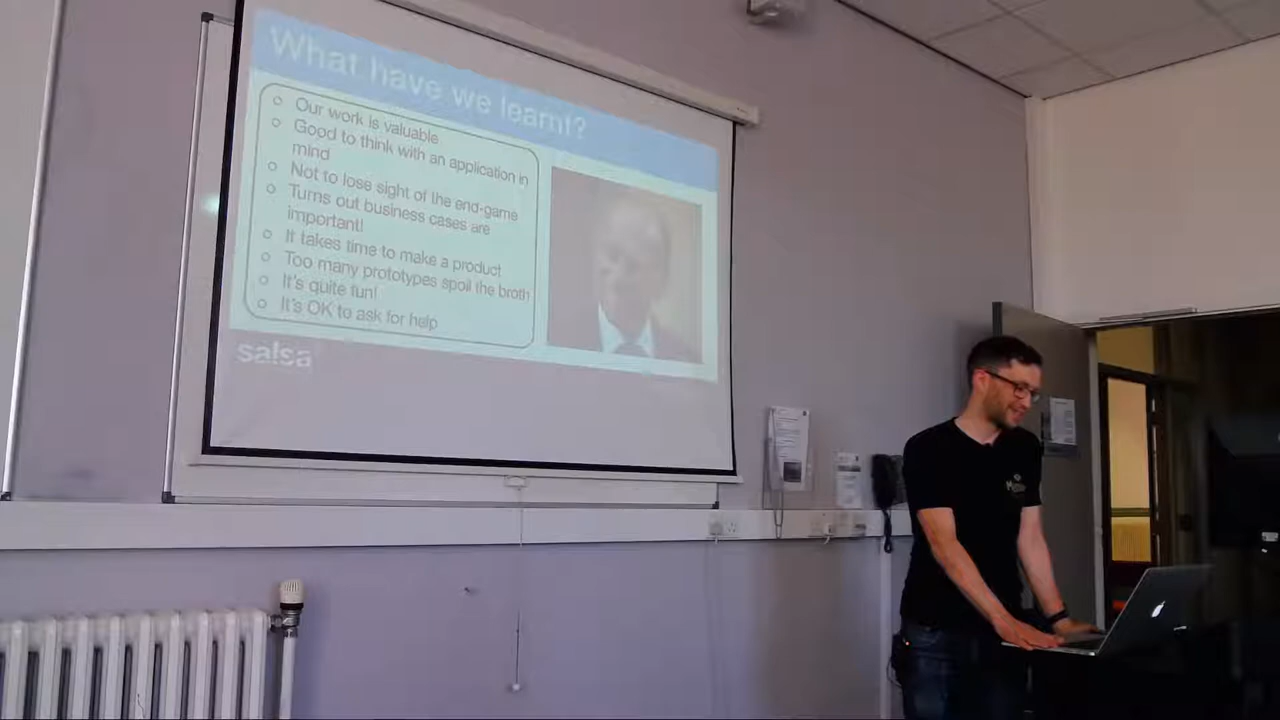 What have we learnt?
Our work is valuable
Good to think with an application in
mind
Not to lose sight of the end-game
Turns out business cases are
important!
It takes time to make a product
Too many prototypes spoil the broth
It's quite fun!
It's OK to ask for help
salsa